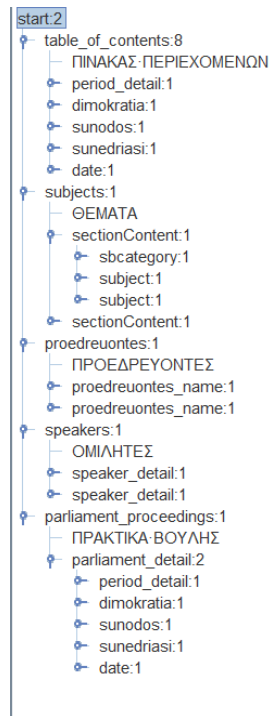 start:2
table_of_contents:8
ΠΙΝΑΚΑΣ·ΠΕΡΙΕΧΟΜΕΝΩΝ
period_detail:1
dimokratia:1
sunodos:1
sunedriasi:1
date:1
subjects:1
ΘΕΜΑΤΑ
sectionContent:1
sbcategory:1
subject:1
subject:1
sectionContent:1
proedreuontes:1
ΠΡΟΕΔΡΕΥΟΝΤΕΣ
proedreuontes_name:1
proedreuontes_name:1
speakers:1
ΟΜΙΛΗΤΕΣ
speaker_detail:1
speaker_detail:1
parliament_proceedings:1
ΠΡΑΚΤΙΚΑ·ΒΟΥΛΗΣ
parliament_detail:2
period_detail:1
dimokratia:1
sunodos:1
sunedriasi:1
date:1